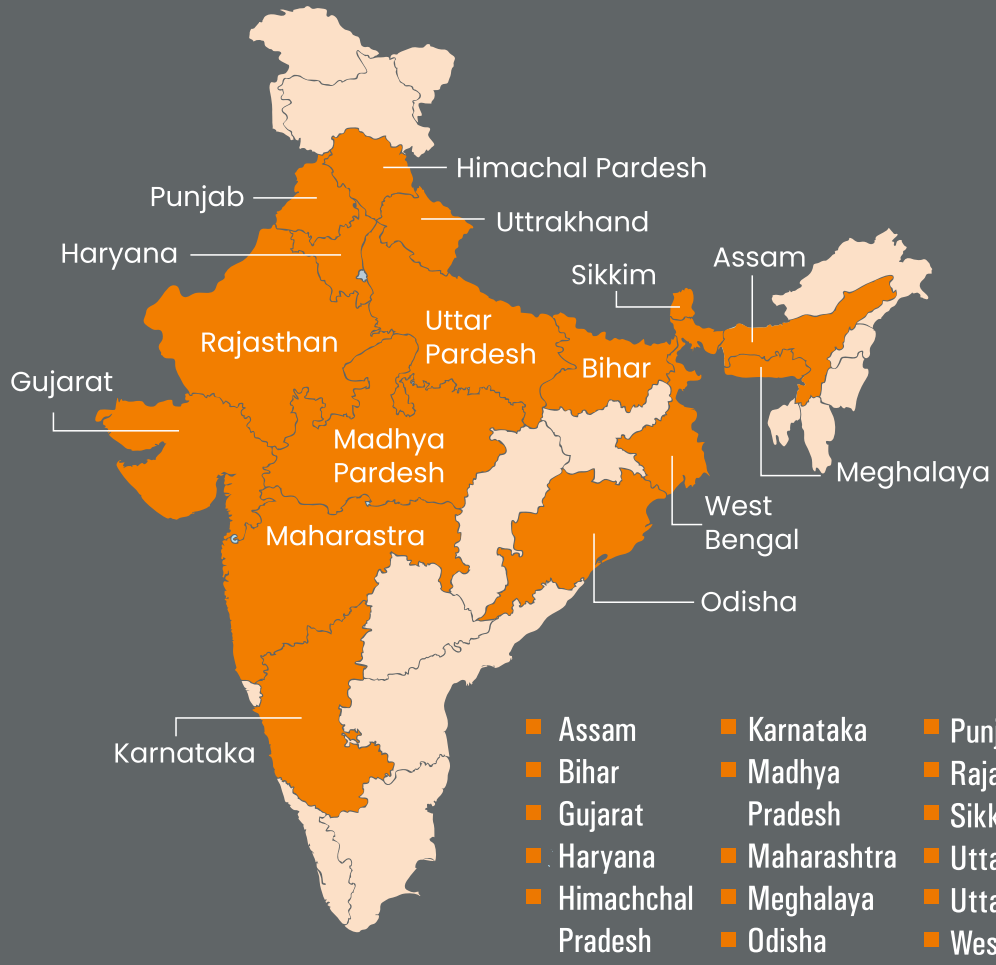 Himachal Pardesh
Punjab
Uttrakhand
Haryana
Assam
Sikkim
Uttar
Pardesh
Rajasthan
Bihar
Gujarat
Madhya
Pardesh
Meghalaya
West
Bengal
Maharastra
Odisha
Karnataka
Assam
Bihar
Gujarat
Haryana
Himachchal
Pradesh
Karnataka
Madhya
Pradesh
Maharashtra
Meghalaya
Odisha